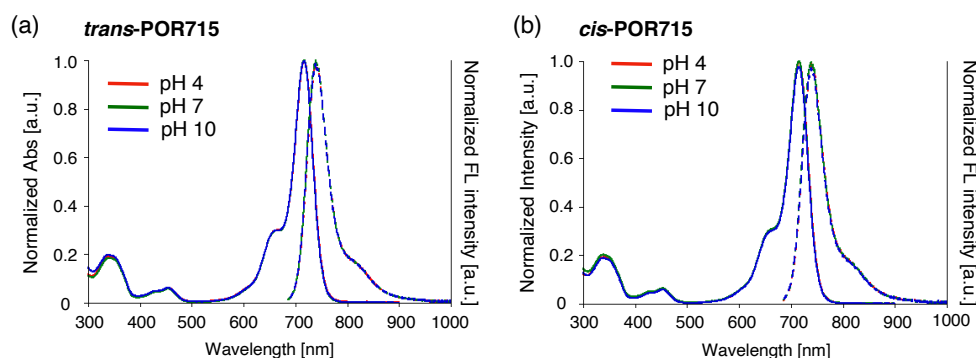 (a) trans-POR715
pH 4
pH 7
pH 10
Normalized Abs [a.u.]
1.0
0.8
0.6
0.4
0.2
0
300 400 500 600 700 800 900 1000
Wavelength [nm]
Normalized FL intensity [a.u.]
(b) cis-POR715
pH 4
pH 7
pH 10
Normalized Intensity [a.u.]
1.0
0.8
0.6
0.4
0.2
0
300 400 500 600 700 800 900 1000
Wavelength [nm]
Normalized FL intensity [a.u.]